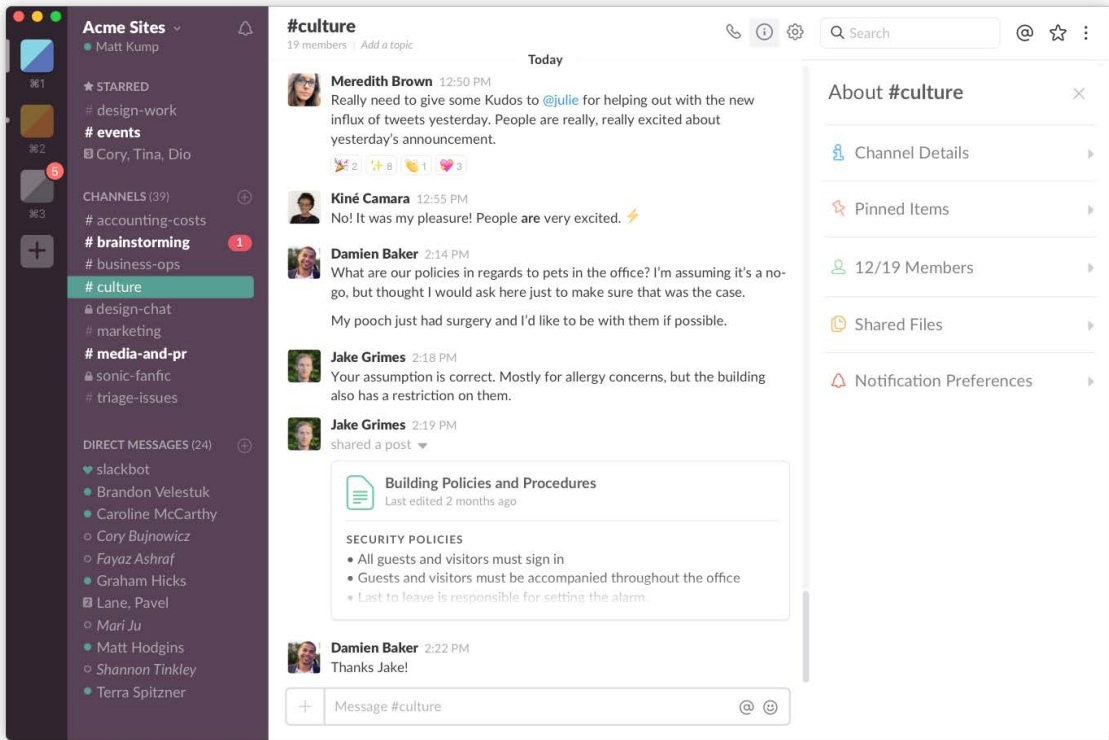 Acme Sites
Matt Kump
⌘1
⌘2
5
⌘3
STARRED
# design-work
# events
3 Cory, Tina, Dio
CHANNELS (39)
# accounting-costs
# brainstorming 1
# business-ops
# culture
design-chat
# marketing
# media-and-pr
sonic-fanfic
# triage-issues
DIRECT MESSAGES (24)
slackbot
Brandon Velestuk
Caroline McCarthy
Cory Bujnowicz
Fayaz Ashraf
Graham Hicks
2 Lane, Pavel
Mari Ju
Matt Hodgins
Shannon Tinkley
Terra Spitzner
#culture
19 members | Add a topic
Search
Today
Meredith Brown 12:50 PM
Really need to give some Kudos to @julie for helping out with the new
influx of tweets yesterday. People are really, really excited about
yesterday's announcement.
🎉 2 ✨ 8 👏 1 💖 3
Kiné Camara 12:55 PM
No! It was my pleasure! People are very excited. ⚡
Damien Baker 2:14 PM
What are our policies in regards to pets in the office? I'm assuming it's a no-
go, but thought I would ask here just to make sure that was the case.
My pooch just had surgery and I'd like to be with them if possible.
Jake Grimes 2:18 PM
Your assumption is correct. Mostly for allergy concerns, but the building
also has a restriction on them.
Jake Grimes 2:19 PM
shared a post
Building Policies and Procedures
Last edited 2 months ago
SECURITY POLICIES
• All guests and visitors must sign in
• Guests and visitors must be accompanied throughout the office
• Last to leave is responsible for setting the alarm.
Damien Baker 2:22 PM
Thanks Jake!
Message #culture
About #culture
Channel Details
Pinned Items
12/19 Members
Shared Files
Notification Preferences